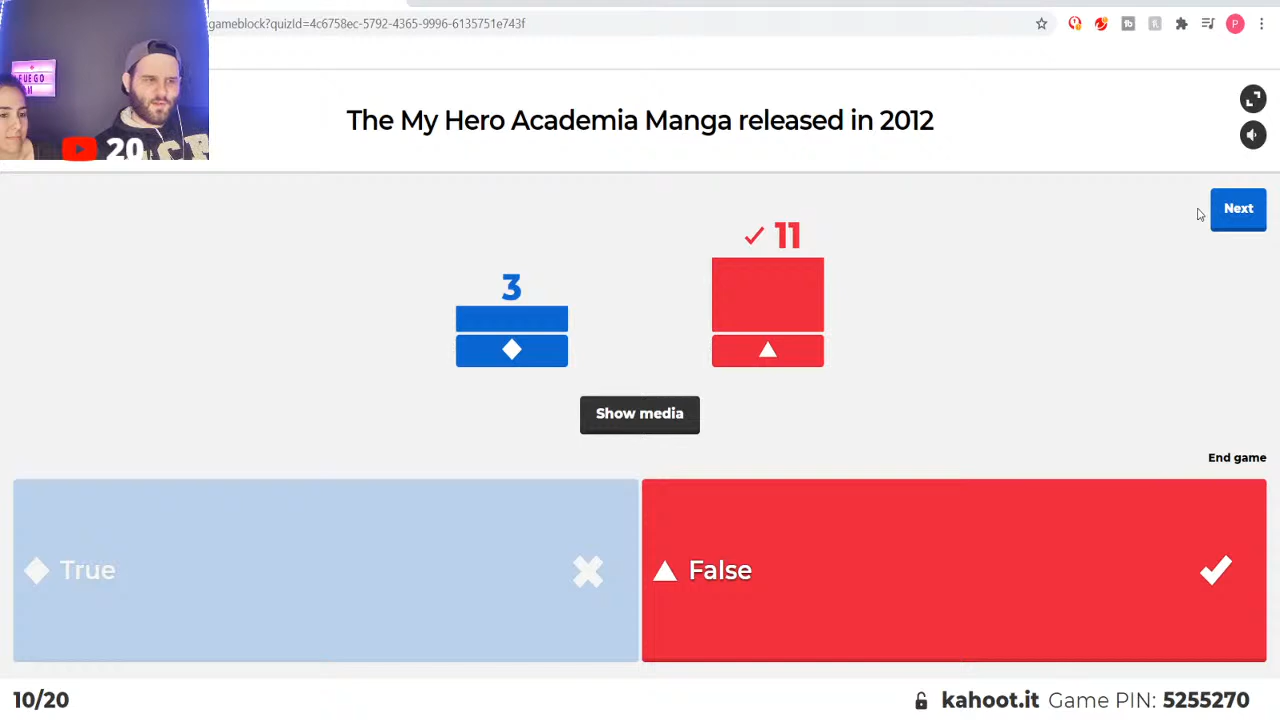 gameblock?quizId=4c6758ec-5792-4365-9996-6135751e743f
FUEGO
20
The My Hero Academia Manga released in 2012
Next
3
11
Show media
End game
True
False
10/20
kahoot.it Game PIN: 5255270